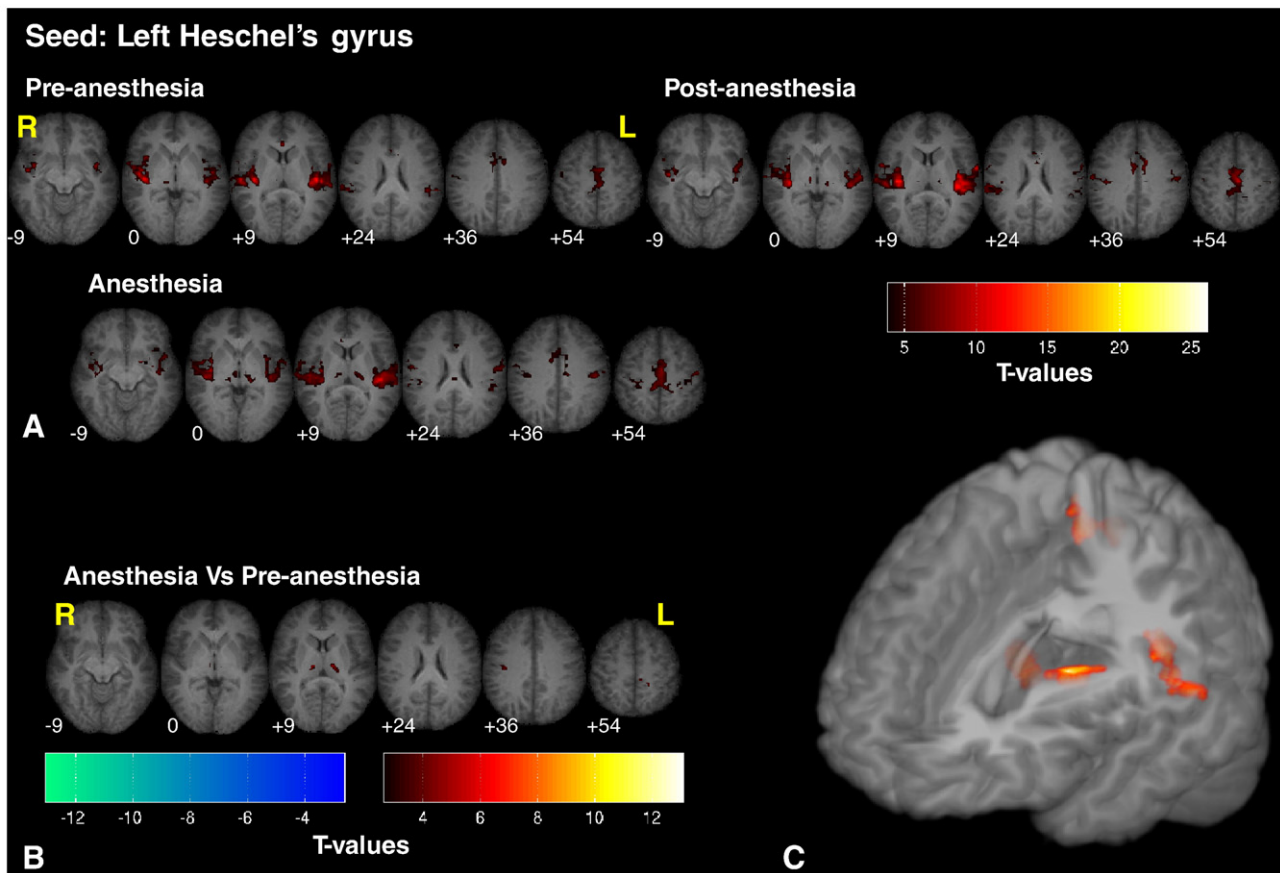 Seed: Left Heschel's gyrus
Pre-anesthesia
Post-anesthesia
R
L
-9 0 +9 +24 +36 +54
-9 0 +9 +24 +36 +54
5 10 15 20 25
T-values
Anesthesia
A
-9 0 +9 +24 +36 +54
Anesthesia Vs Pre-anesthesia
R
L
-9 0 +9 +24 +36 +54
-12 -10 -8 -6 -4
4 6 8 10 12
T-values
B
C